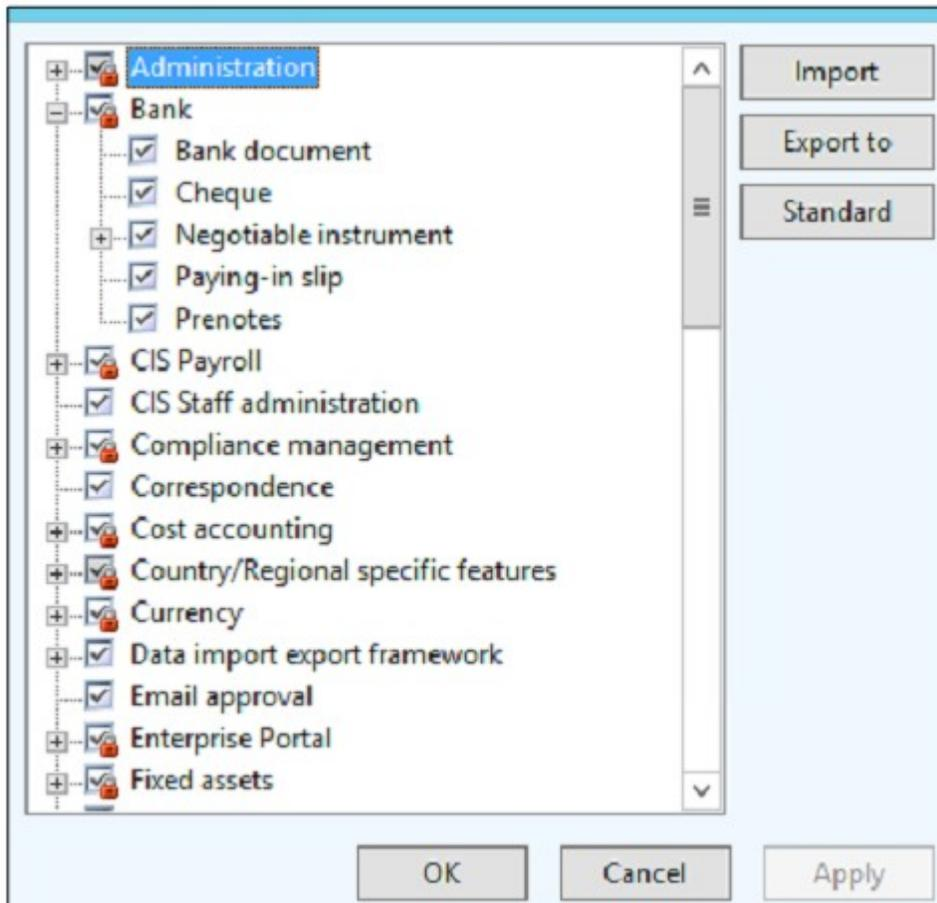 Administration
Import
Bank
Bank document
Export to
Cheque
Standard
Negotiable instrument
Paying-in slip
Prenotes
CIS Payroll
CIS Staff administration
Compliance management
Correspondence
Cost accounting
Country/Regional specific features
Currency
Data import export framework
Email approval
Enterprise Portal
Fixed assets
OK
Cancel
Apply